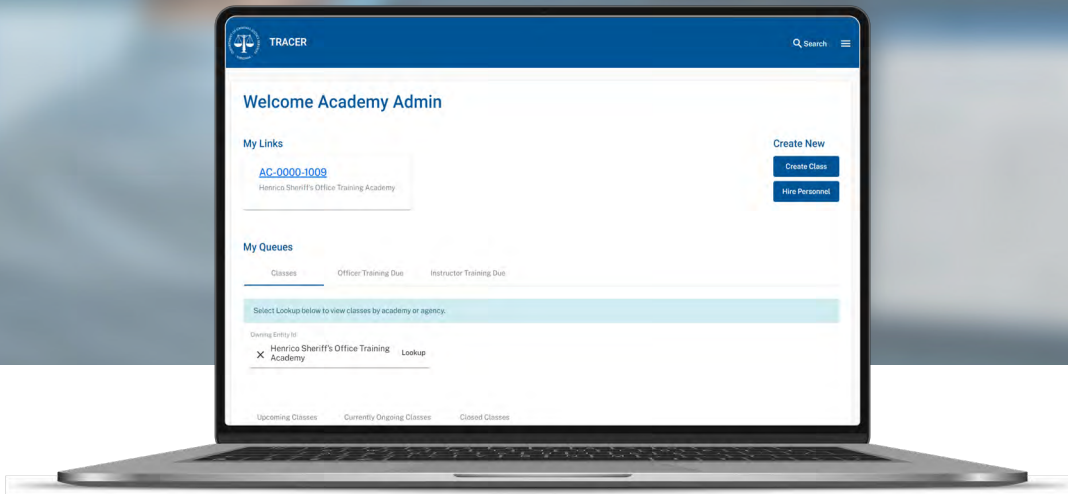 TRACER
Search
Welcome Academy Admin
My Links
Create New
AC-0000-1009
Henrico Sheriff's Office Training Academy
Create Class
Hire Personnel
My Queues
Classes
Officer Training Due
Instructor Training Due
Select Lookup below to view classes by academy or agency.
Owning Entity Id
Henrico Sheriff's Office Training
Academy
Lookup
Upcoming Classes
Currently Ongoing Classes
Closed Classes